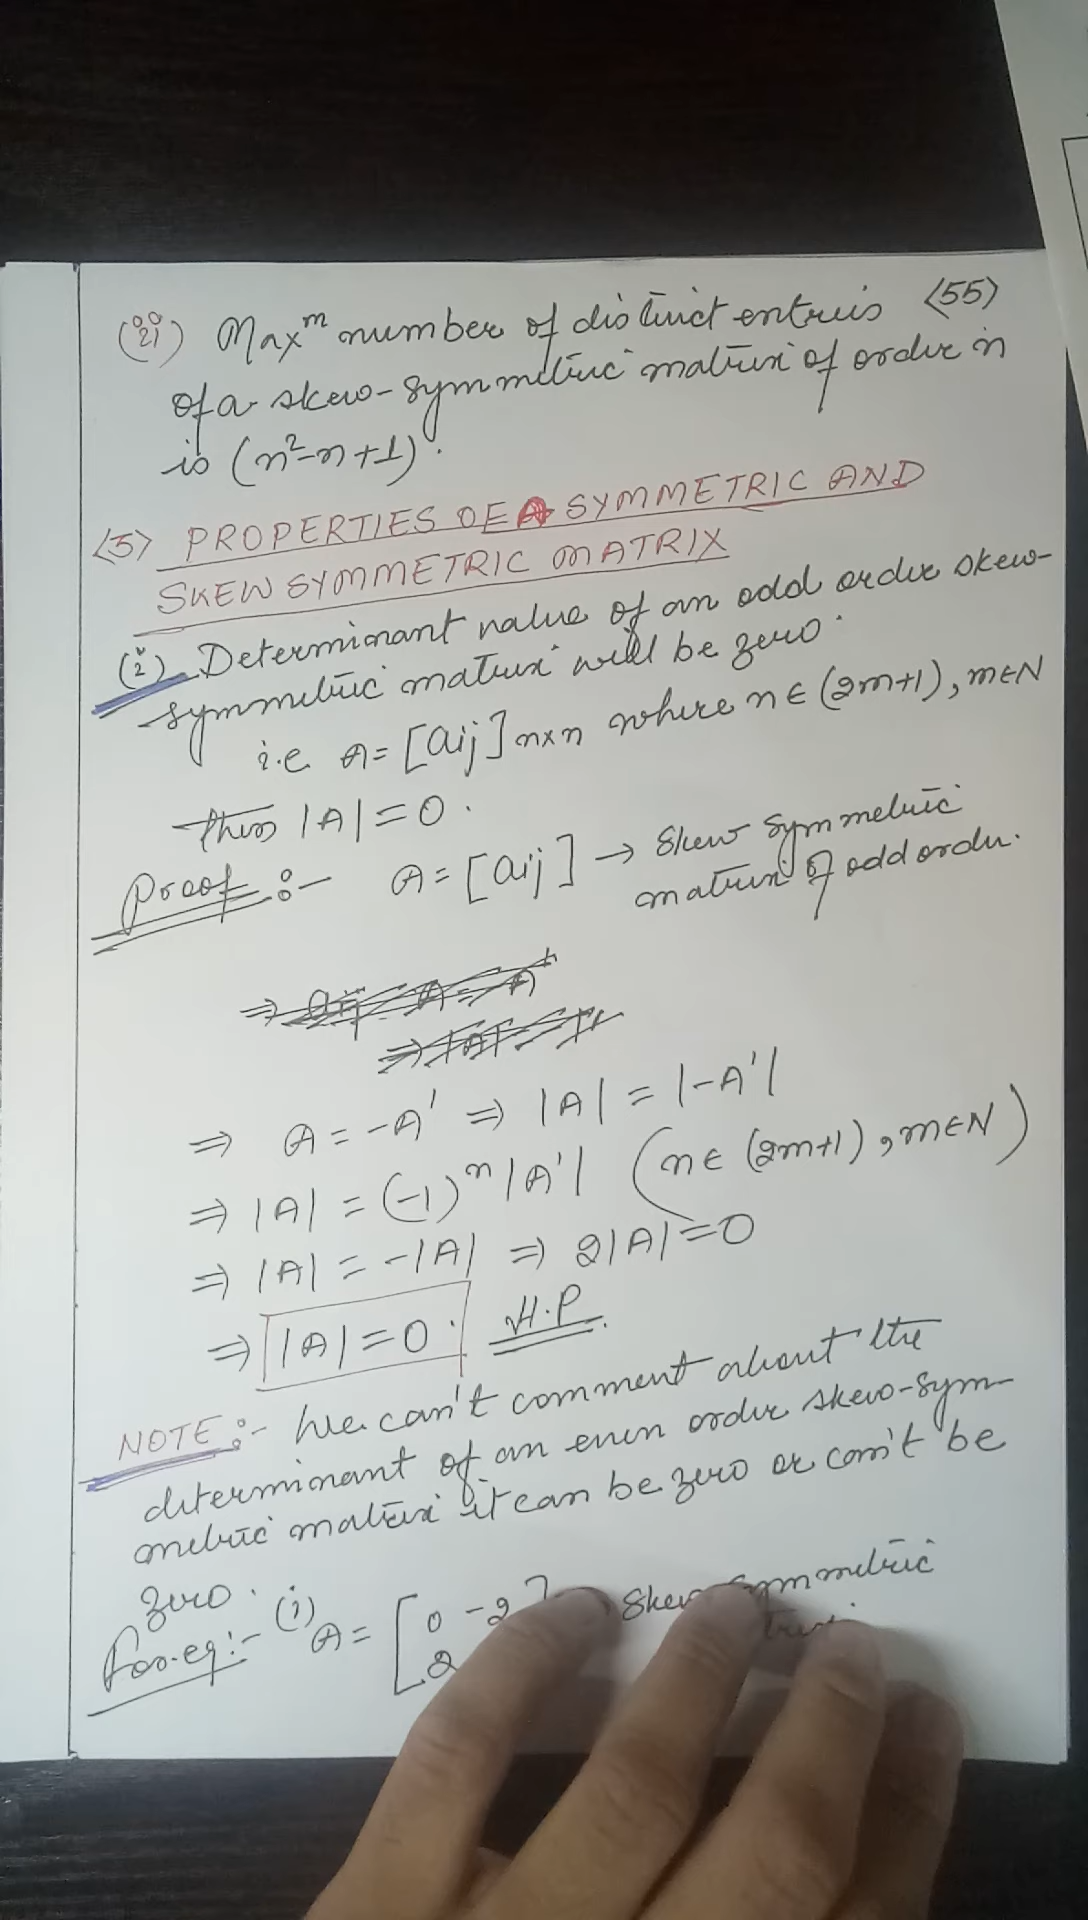 (ii) Max^m number of distinct entries <55>
of a skew-symmetric matrix of order n
is (n²-n+1).
<5> PROPERTIES OF SYMMETRIC AND
SKEW SYMMETRIC MATRIX
(i) Determinant value of an odd order skew-
symmetric matrix will be zero.
i.e A = [aij] n×n where n ∈ (2m+1), m∈N
then |A| = 0.
Proof :- A = [aij] → Skew Symmetric
matrix of odd order.
⇒ A = -A' ⇒ |A| = |-A'|
⇒ |A| = (-1)^n |A'| (n ∈ (2m+1), m∈N)
⇒ |A| = -|A| ⇒ 2|A| = 0
⇒ |A| = 0. H.P.
NOTE :- We can't comment about the
determinant of an even order skew-sym-
metric matrix it can be zero or can't be
zero.
For.eg:- (i) A = [0 -2] Symmetric
2